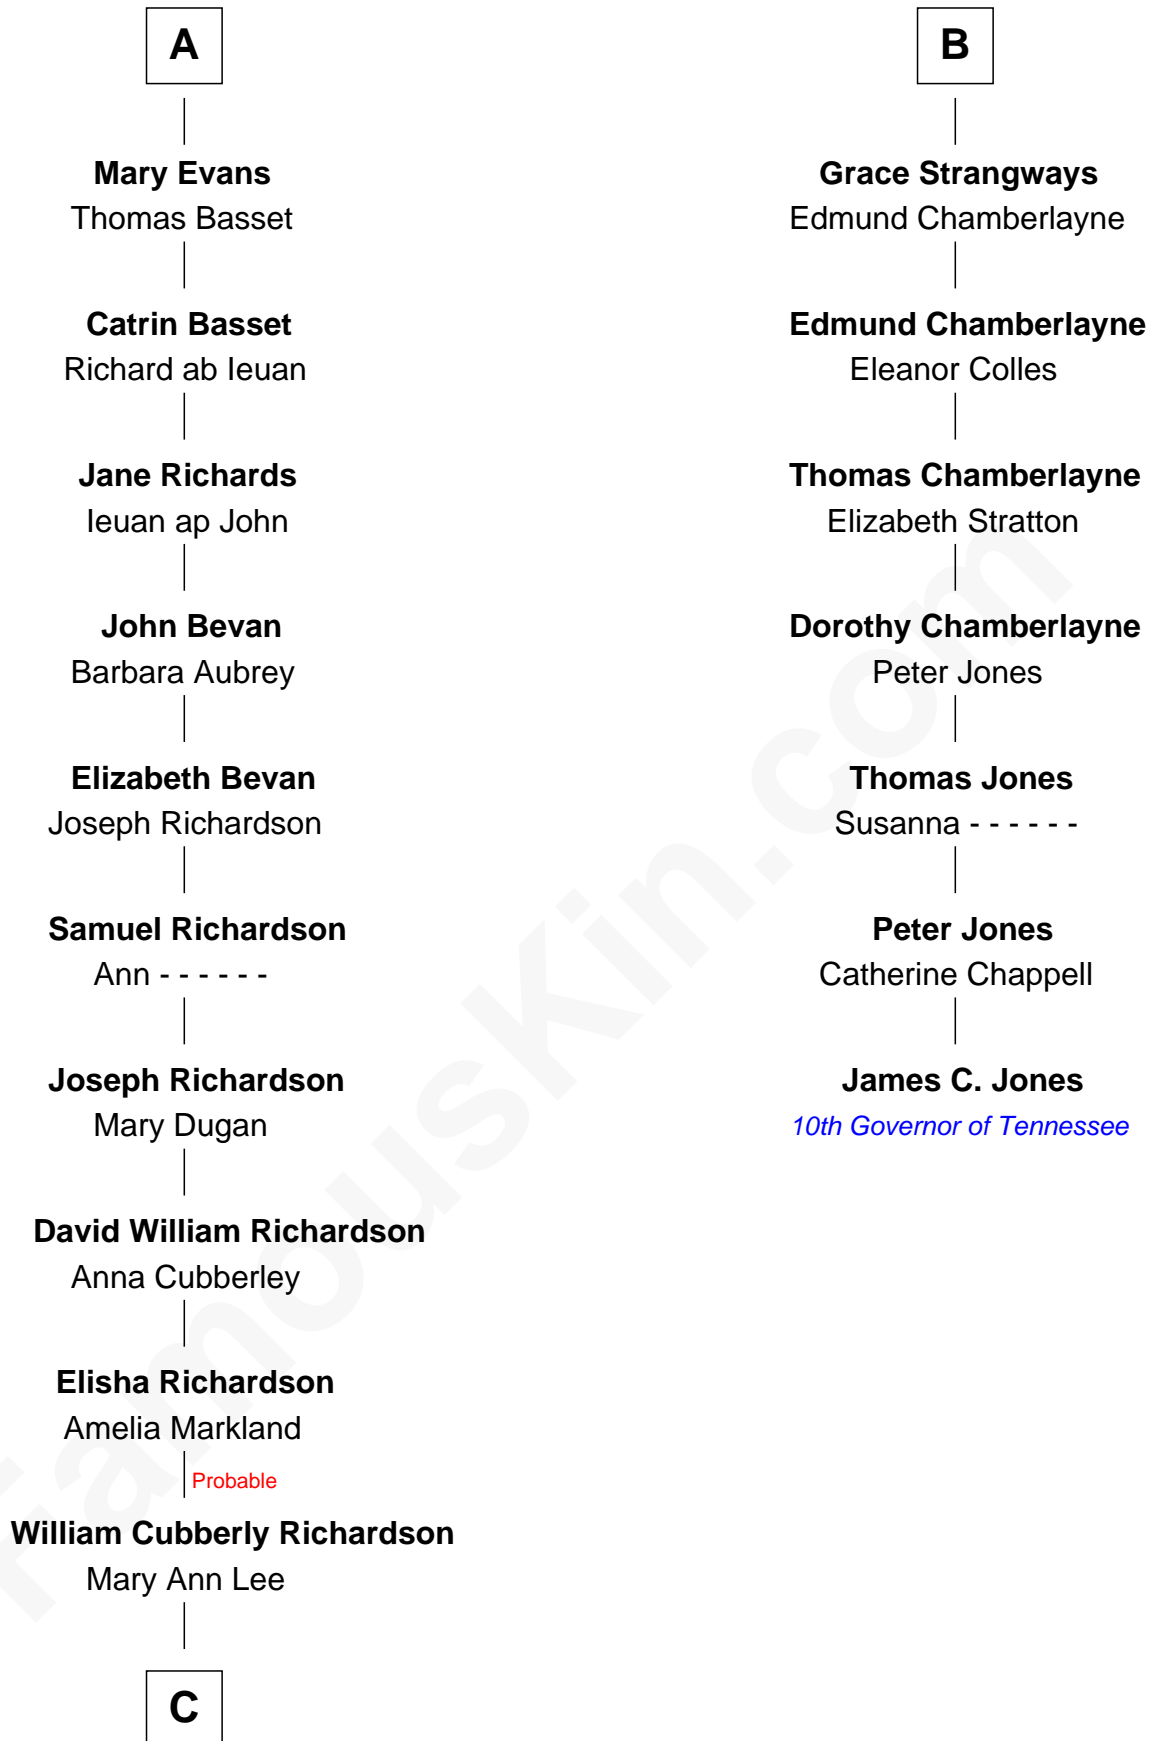 A
Mary Evans
Thomas Basset
Catrin Basset
Richard ab Ieuan
Jane Richards
Ieuan ap John
John Bevan
Barbara Aubrey
Elizabeth Bevan
Joseph Richardson
Samuel Richardson
Ann - - - - - -
Joseph Richardson
Mary Dugan
David William Richardson
Anna Cubberley
Elisha Richardson
Amelia Markland
Probable
William Cubberly Richardson
Mary Ann Lee
C
B
Grace Strangways
Edmund Chamberlayne
Edmund Chamberlayne
Eleanor Colles
Thomas Chamberlayne
Elizabeth Stratton
Dorothy Chamberlayne
Peter Jones
Thomas Jones
Susanna - - - - - -
Peter Jones
Catherine Chappell
James C. Jones
10th Governor of Tennessee
FamousKin.com